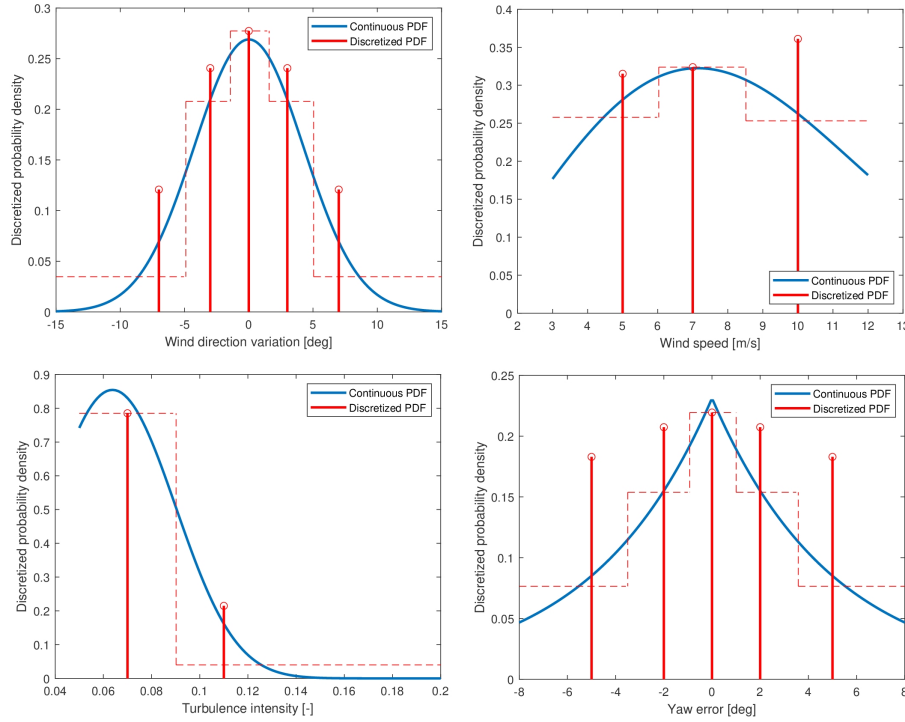 0.3
0.25
0.2
0.15
0.1
0.05
0
Discretized probability density
Continuous PDF
Discretized PDF
-15 -10 -5 0 5 10 15
Wind direction variation [deg]
0.4
0.35
0.3
0.25
0.2
0.15
0.1
0.05
0
Discretized probability density
Continuous PDF
Discretized PDF
2 3 4 5 6 7 8 9 10 11 12 13
Wind speed [m/s]
0.9
0.8
0.7
0.6
0.5
0.4
0.3
0.2
0.1
0
Discretized probability density
Continuous PDF
Discretized PDF
0.04 0.06 0.08 0.1 0.12 0.14 0.16 0.18 0.2
Turbulence intensity [-]
0.25
0.2
0.15
0.1
0.05
0
Discretized probability density
Continuous PDF
Discretized PDF
-8 -6 -4 -2 0 2 4 6 8
Yaw error [deg]